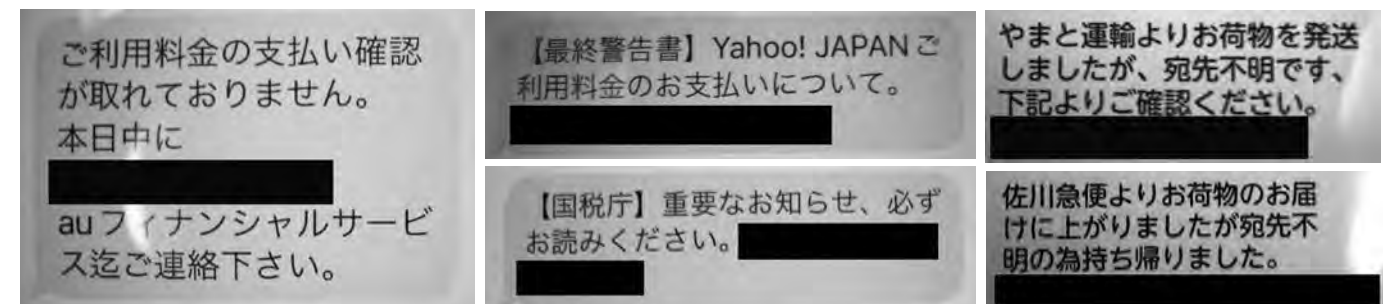 ご利用料金の支払い確認
が取れておりません。
本日中に
auフィナンシャルサービ
ス迄ご連絡下さい。
【最終警告書】Yahoo! JAPANご
利用料金のお支払いについて。
【国税庁】重要なお知らせ、必ず
お読みください。
やまと運輸よりお荷物を発送
しましたが、宛先不明です、
下記よりご確認ください。
佐川急便よりお荷物のお届
けに上がりましたが宛先不
明の為持ち帰りました。